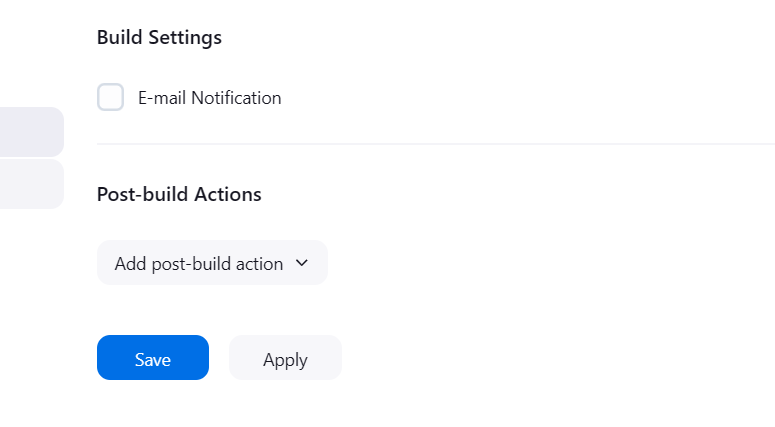 Build Settings
E-mail Notification
Post-build Actions
Add post-build action
Save
Apply